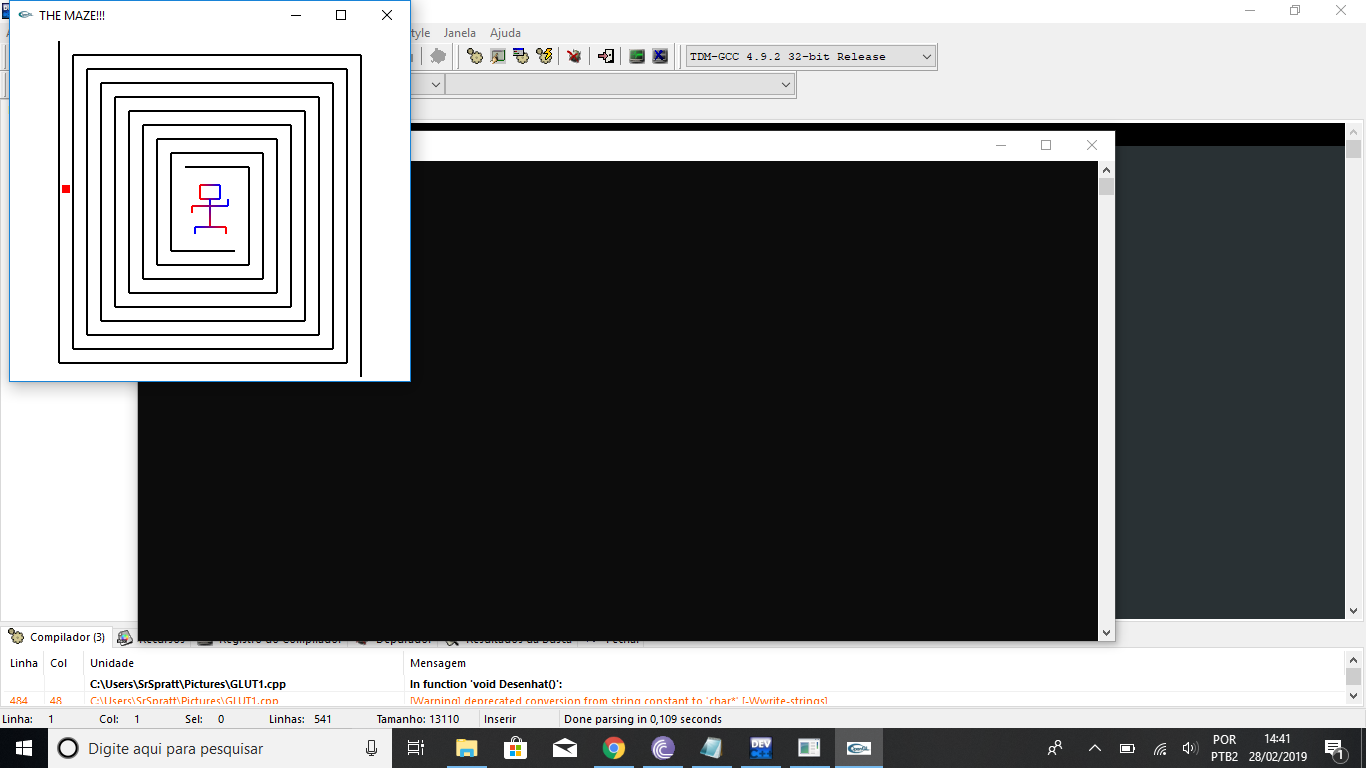 THE MAZE!!!
Janela Ajuda
TDM-GCC 4.9.2 32-bit Release
Compilador (3)
Linha Col Unidade Mensagem
C:\Users\SrSpratt\Pictures\GLUT1.cpp In function 'void Desenhat()':
484 48 C:\Users\SrSpratt\Pictures\GLUT1.cpp [Warning] deprecated conversion from string constant to 'char*' [-Wwrite-strings]
Linha: 1 Col: 1 Sel: 0 Linhas: 541 Tamanho: 13110 Inserir Done parsing in 0,109 seconds
Digite aqui para pesquisar
DEV
POR
PTB2
14:41
28/02/2019
1